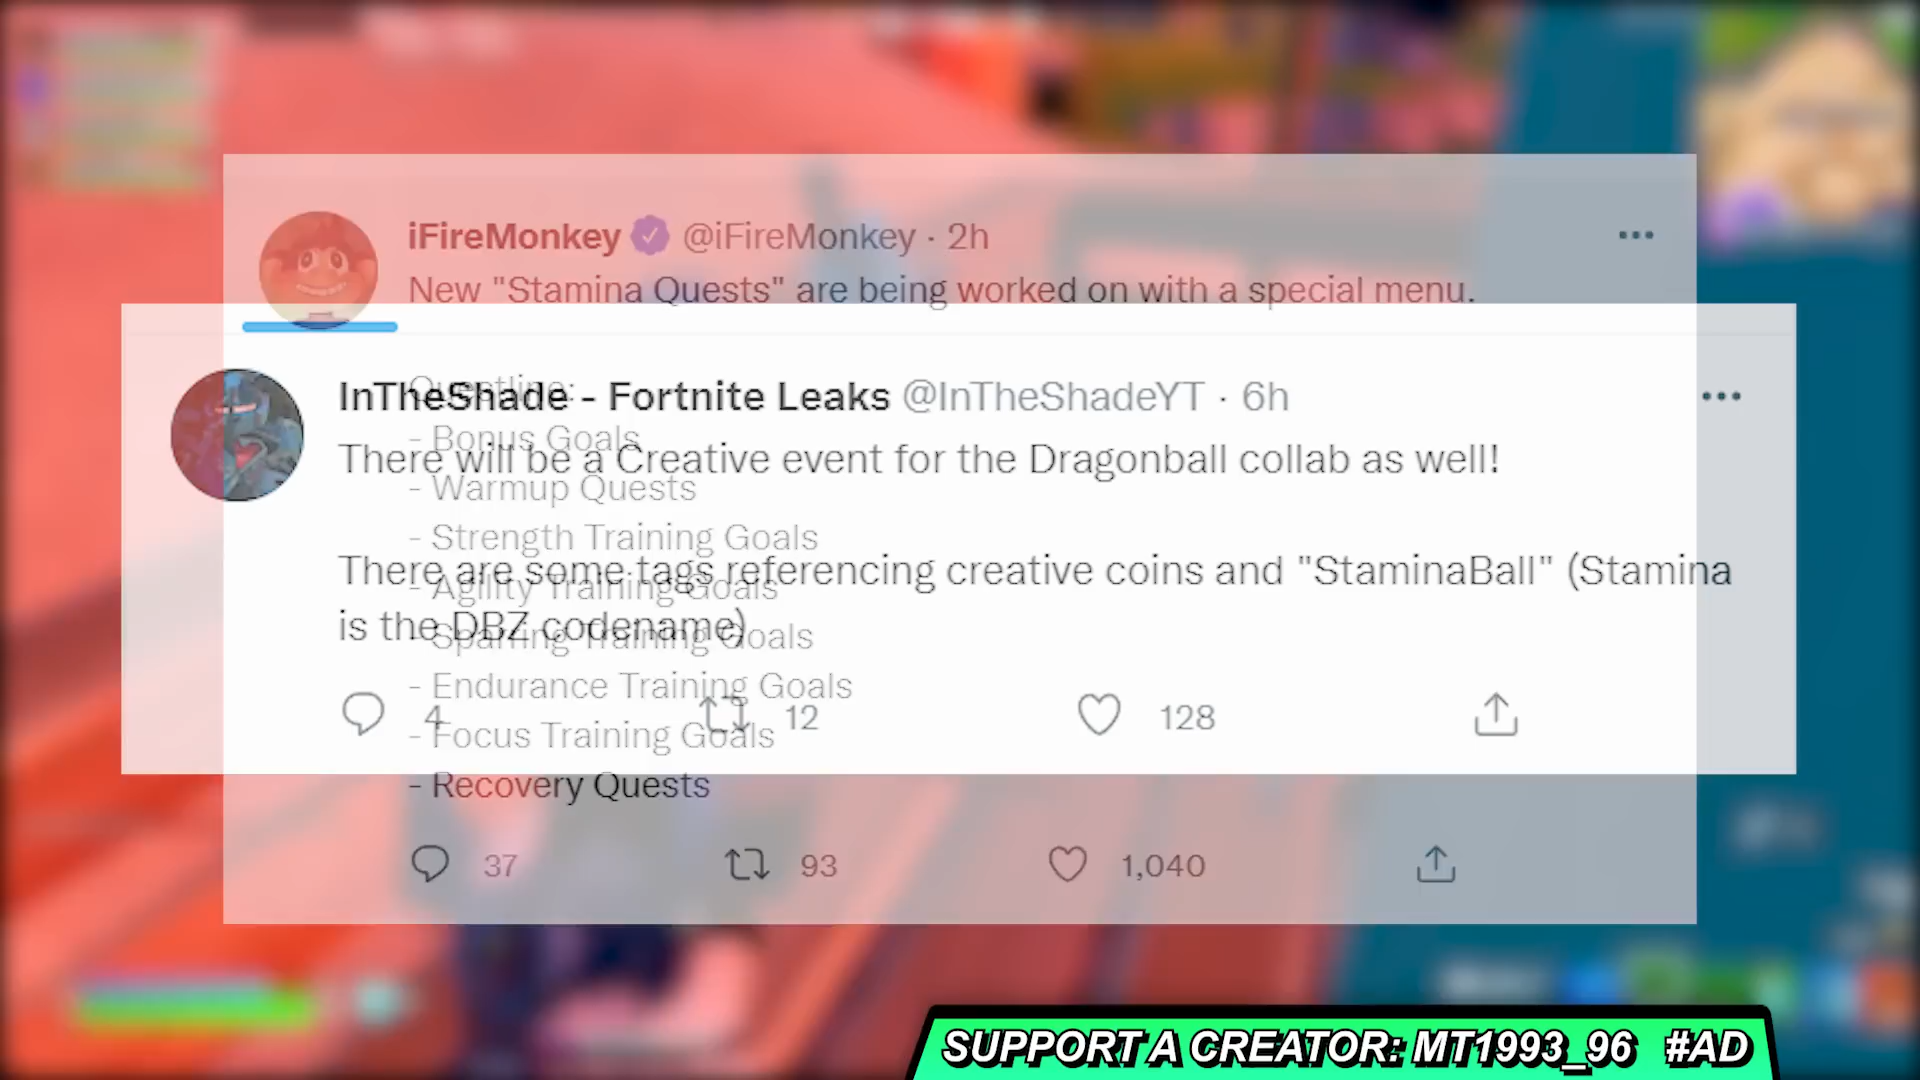 iFireMonkey @iFireMonkey · 2h
New "Stamina Quests" are being worked on with a special menu.
Questline:
- Bonus Goals
- Warmup Quests
- Strength Training Goals
- Agility Training Goals
- Sparring Training Goals
- Endurance Training Goals
- Focus Training Goals
- Recovery Quests
37 93 1,040
InTheShade - Fortnite Leaks @InTheShadeYT · 6h
There will be a Creative event for the Dragonball collab as well!
There are some tags referencing creative coins and "StaminaBall" (Stamina
is the DBZ codename)
4 12 128
SUPPORT A CREATOR: MT1993_96 #AD